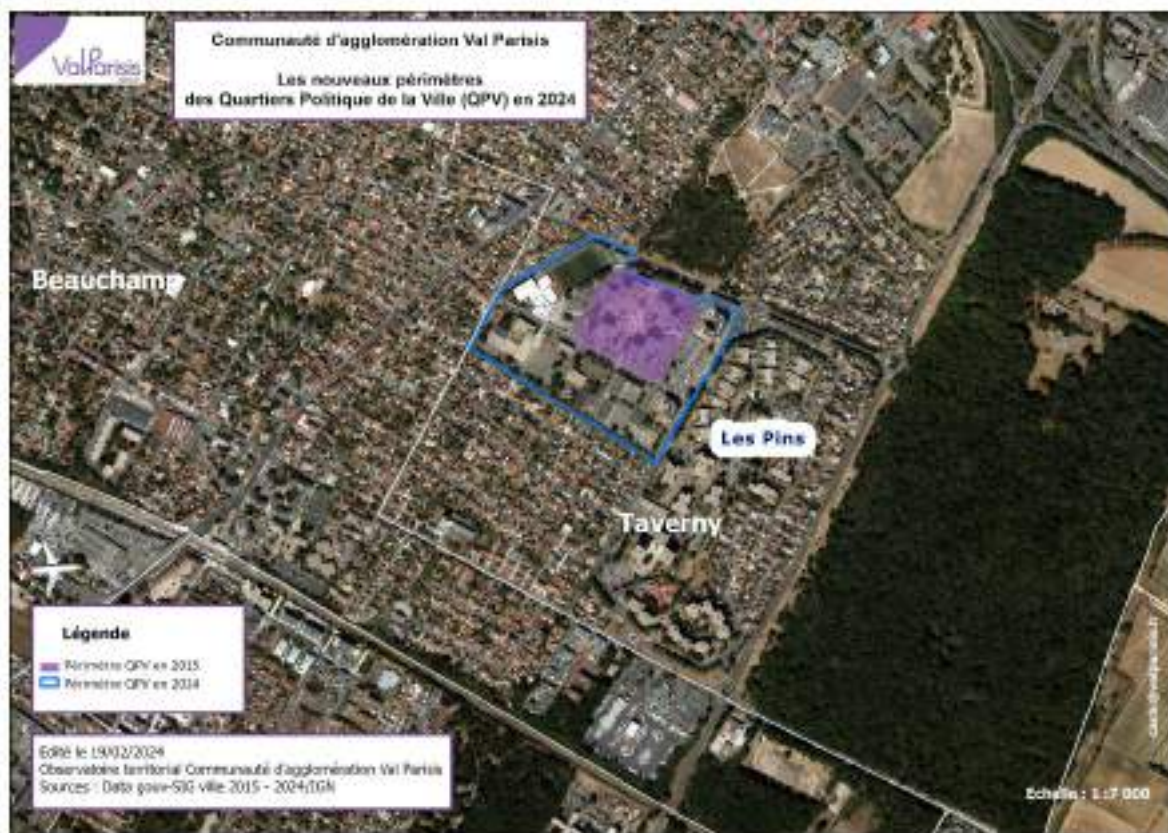 ValParisis
Communauté d'agglomération Val Parisis
Les nouveaux périmètres
des Quartiers Politique de la Ville (QPV) en 2024
Beauchamp
Les Pins
Taverny
Légende
Périmètre QPV en 2015
Périmètre QPV en 2024
Edité le 19/02/2024
Observatoire territorial Communauté d'agglomération Val Parisis
Sources : Data gouv-SIG ville 2015 - 2024/IGN
Echelle : 1:7 000